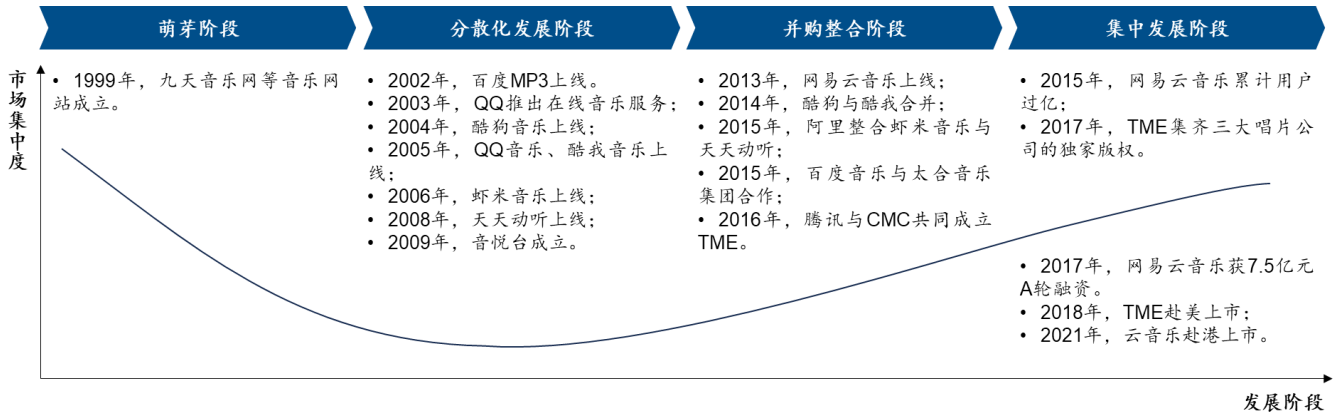 萌芽阶段
分散化发展阶段
并购整合阶段
集中发展阶段
市场集中度
• 1999年，九天音乐网等音乐网
站成立。
• 2002年，百度MP3上线。
• 2003年，QQ推出在线音乐服务；
• 2004年，酷狗音乐上线；
• 2005年，QQ音乐、酷我音乐上
线；
• 2006年，虾米音乐上线；
• 2008年，天天动听上线；
• 2009年，音悦台成立。
• 2013年，网易云音乐上线；
• 2014年，酷狗与酷我合并；
• 2015年，阿里整合虾米音乐与
天天动听；
• 2015年，百度音乐与太合音乐
集团合作；
• 2016年，腾讯与CMC共同成立
TME。
• 2015年，网易云音乐累计用户
过亿；
• 2017年，TME集齐三大唱片公
司的独家版权。
• 2017年，网易云音乐获7.5亿元
A轮融资。
• 2018年，TME赴美上市；
• 2021年，云音乐赴港上市。
发展阶段